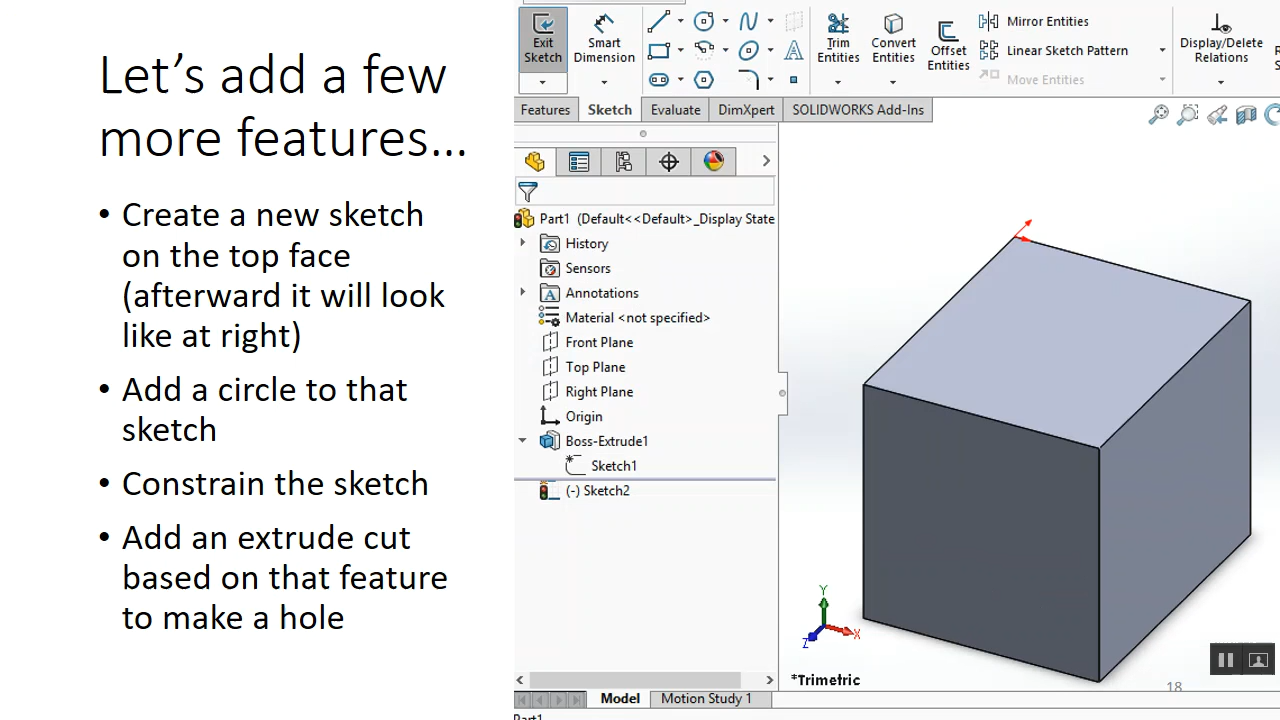 Let’s add a few
more features…
• Create a new sketch
on the top face
(afterward it will look
like at right)
• Add a circle to that
sketch
• Constrain the sketch
• Add an extrude cut
based on that feature
to make a hole
Exit
Sketch
Smart
Dimension
Trim
Entities
Convert
Entities
Offset
Entities
Mirror Entities
Linear Sketch Pattern
Move Entities
Display/Delete
Relations
Features
Sketch
Evaluate
DimXpert
SOLIDWORKS Add-Ins
Part1 (Default<<Default>_Display State
History
Sensors
A
Annotations
Material <not specified>
Front Plane
Top Plane
Right Plane
Origin
Boss-Extrude1
Sketch1
(-) Sketch2
Y
X
Z
*Trimetric
18
Model
Motion Study 1
Part1